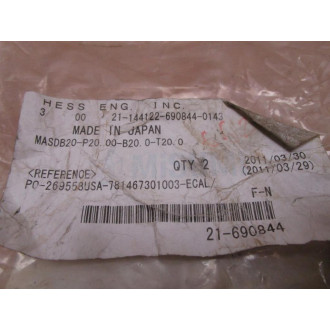 HESS ENG. INC.
3 00 21-144122-690844-0143
MADE IN JAPAN
MASDB20-P20.00-B20.0-T20.0
QTY 2 2011/03/30
<REFERENCE> (2011/03/29)
PO-269558USA-781467301003-ECAL/
F-N
21-690844